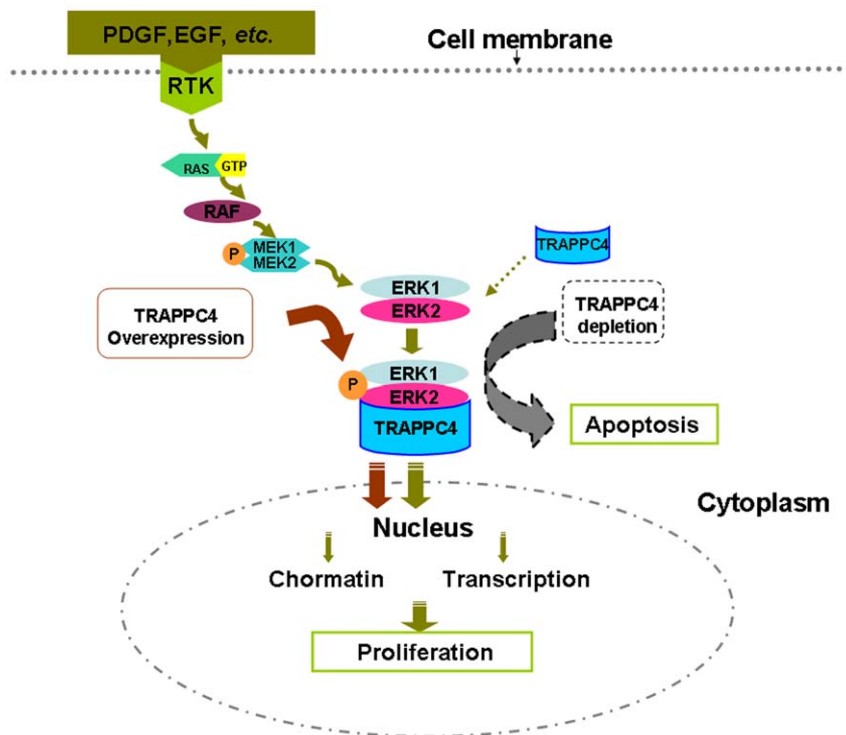 PDGF,EGF, etc.
Cell membrane
RTK
RAS
GTP
RAF
P
MEK1
MEK2
TRAPPC4
ERK1
ERK2
TRAPPC4
Overexpression
TRAPPC4
depletion
P
ERK1
ERK2
TRAPPC4
Apoptosis
Cytoplasm
Nucleus
Chormatin
Transcription
Proliferation